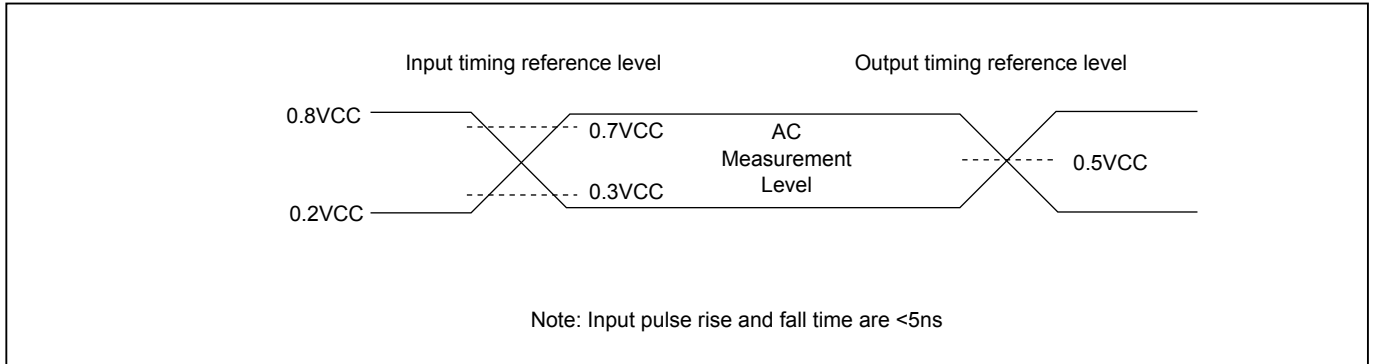 Input timing reference level
Output timing reference level
0.8VCC
0.7VCC
AC
Measurement
Level
0.5VCC
0.3VCC
0.2VCC
Note: Input pulse rise and fall time are <5ns